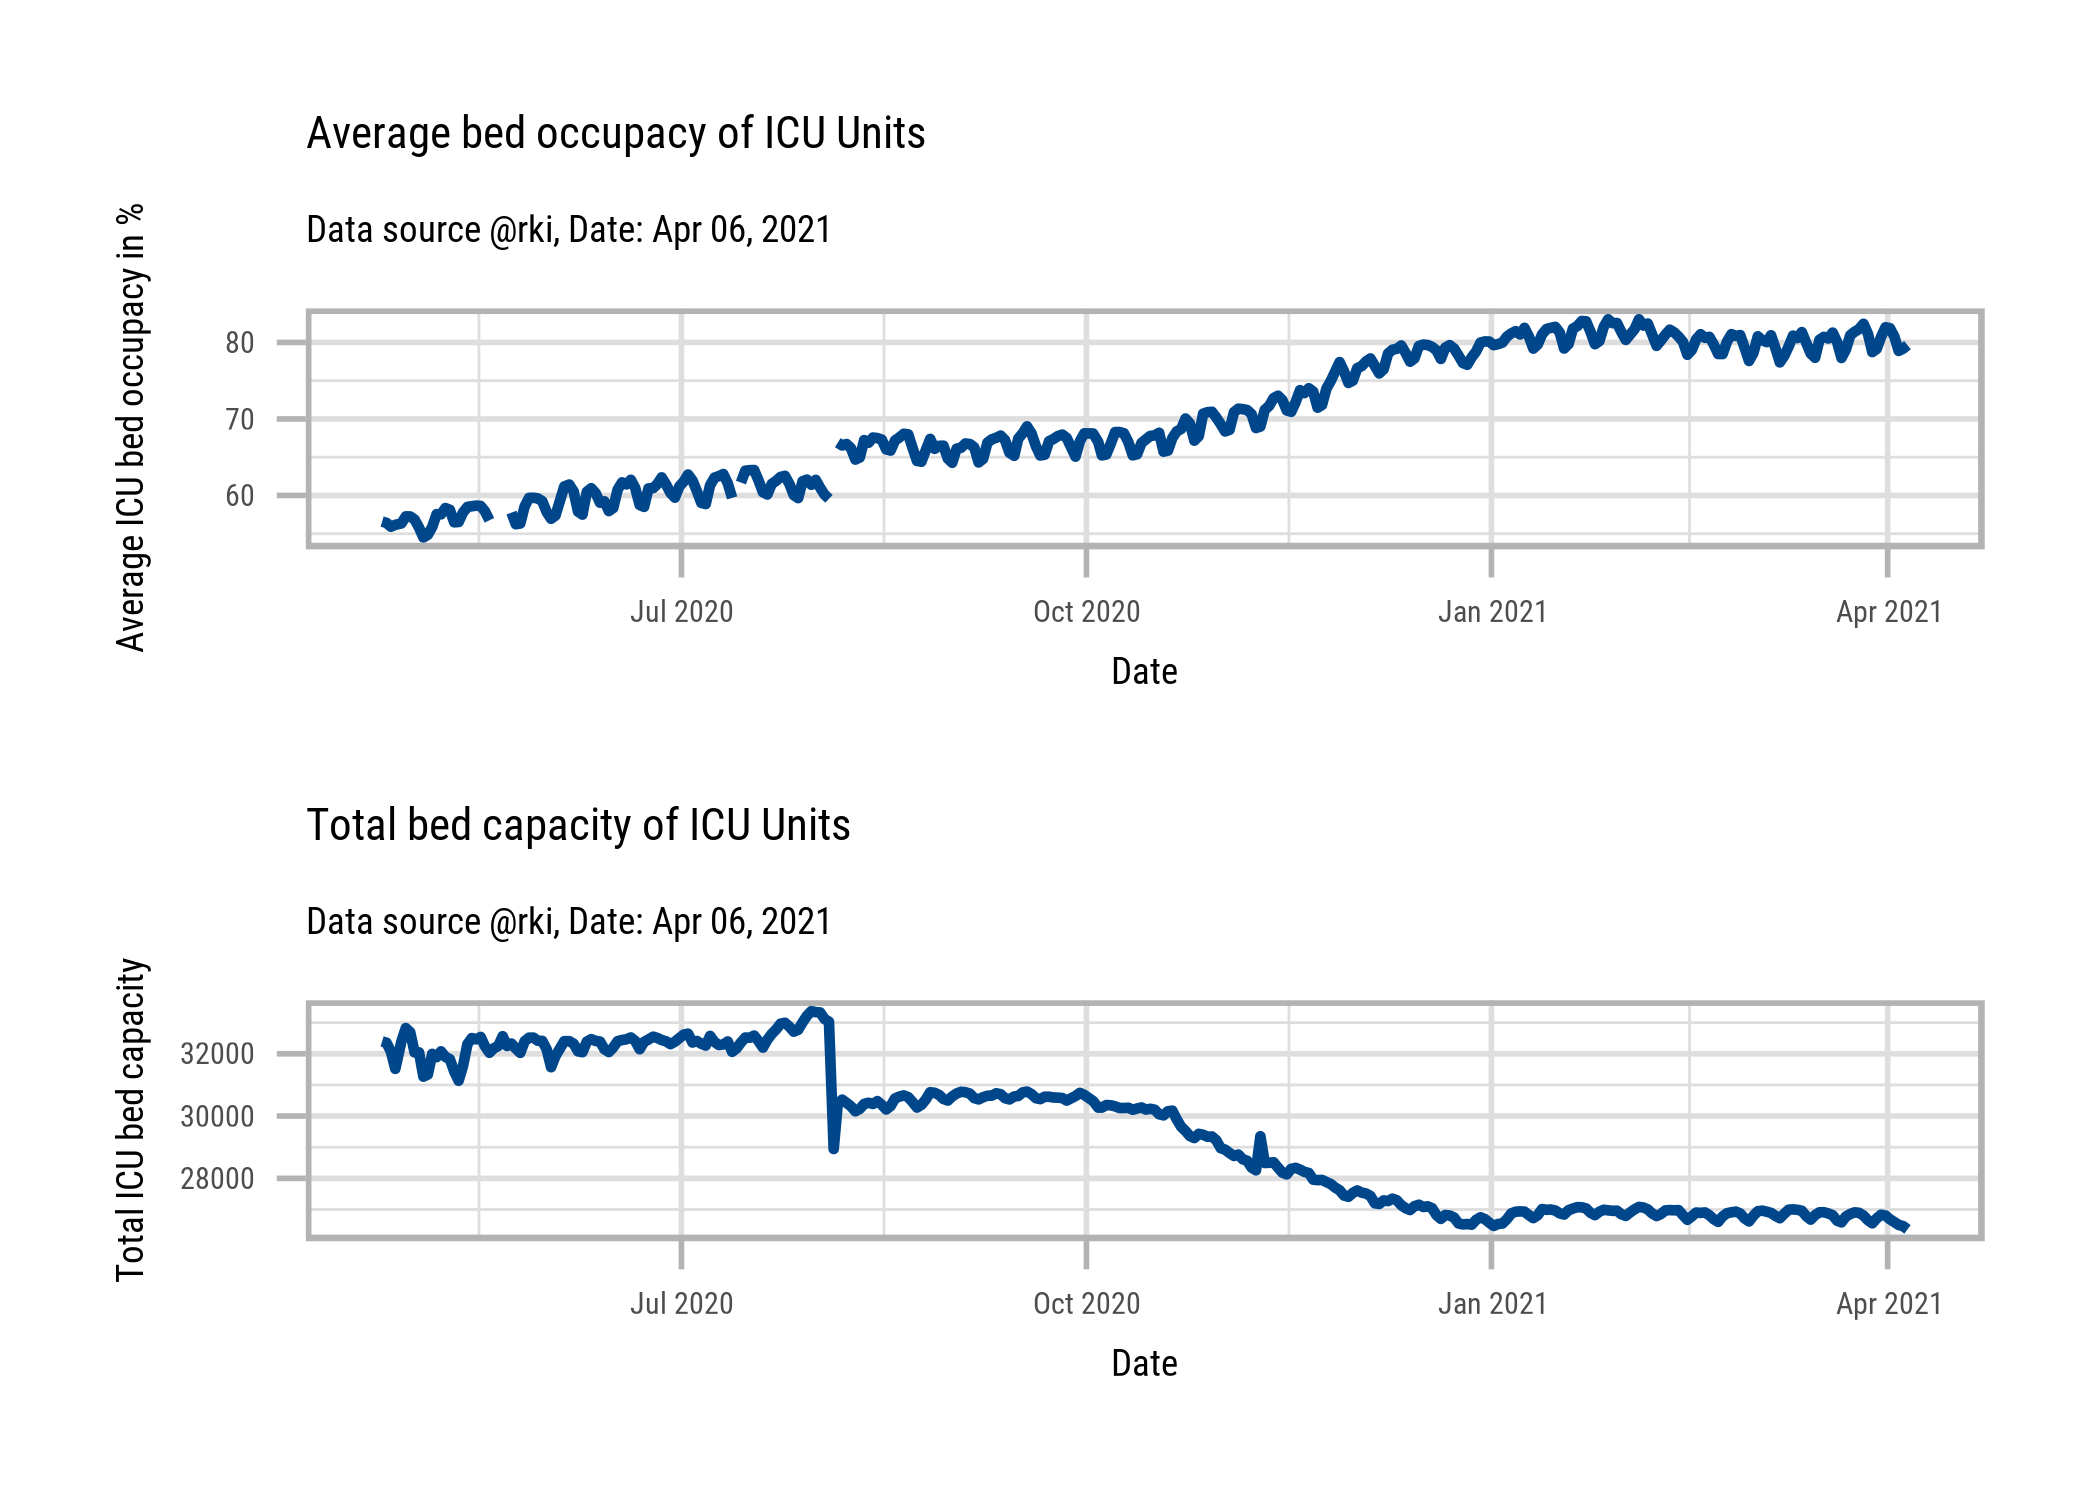 Average bed occupacy of ICU Units
Data source @rki, Date: Apr 06, 2021
Average ICU bed occupacy in %
80
70
60
Jul 2020 Oct 2020 Jan 2021 Apr 2021
Date
Total bed capacity of ICU Units
Data source @rki, Date: Apr 06, 2021
Total ICU bed capacity
32000
30000
28000
Jul 2020 Oct 2020 Jan 2021 Apr 2021
Date